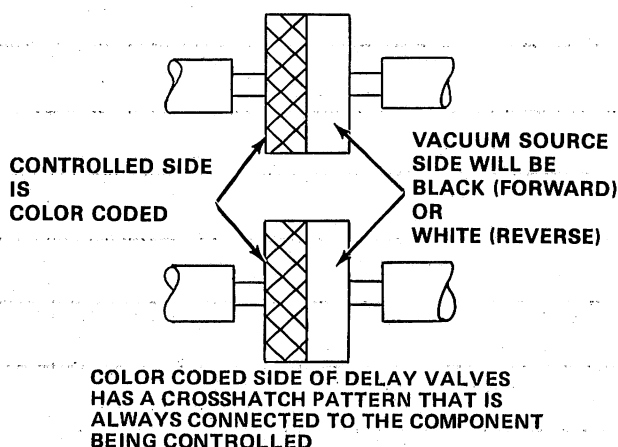 CONTROLLED SIDE
IS
COLOR CODED
VACUUM SOURCE
SIDE WILL BE
BLACK (FORWARD)
OR
WHITE (REVERSE)
COLOR CODED SIDE OF DELAY VALVES
HAS A CROSSHATCH PATTERN THAT IS
ALWAYS CONNECTED TO THE COMPONENT
BEING CONTROLLED